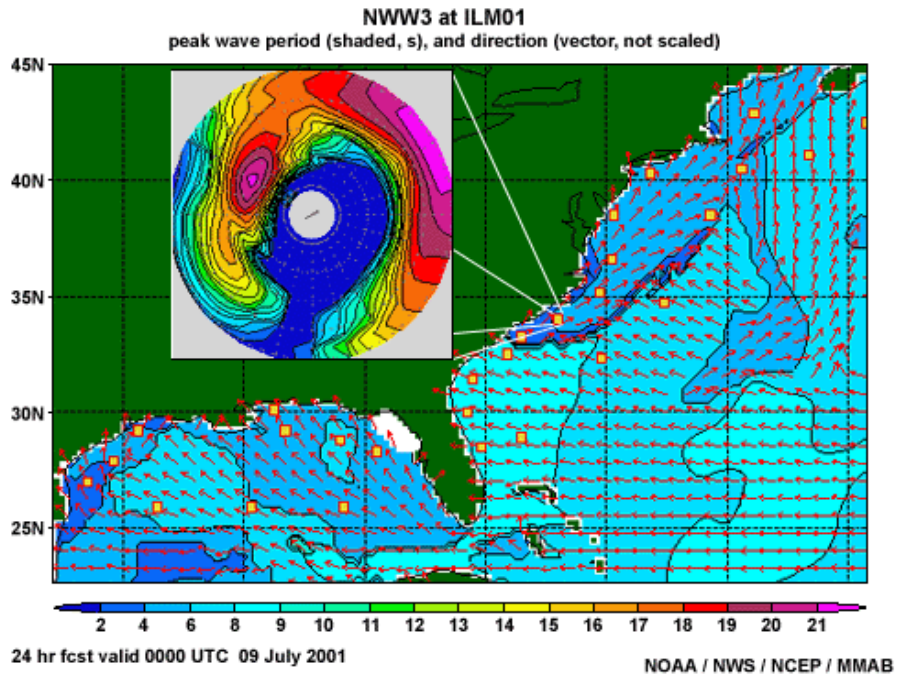 NWW3 at ILM01
peak wave period (shaded, s), and direction (vector, not scaled)
45N
40N
35N
30N
25N
2 4 6 8 10 11 12 13 14 15 16 17 18 19 20 21
24 hr fcst valid 0000 UTC 09 July 2001
NOAA / NWS / NCEP / MMAB